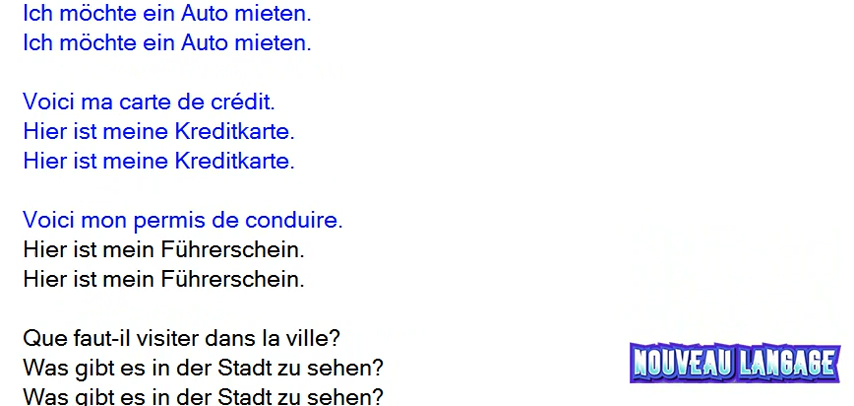 Ich möchte ein Auto mieten.
Ich möchte ein Auto mieten.
Voici ma carte de crédit.
Hier ist meine Kreditkarte.
Hier ist meine Kreditkarte.
Voici mon permis de conduire.
Hier ist mein Führerschein.
Hier ist mein Führerschein.
Que faut-il visiter dans la ville?
Was gibt es in der Stadt zu sehen?
Was gibt es in der Stadt zu sehen?
NOUVEAU LANGAGE